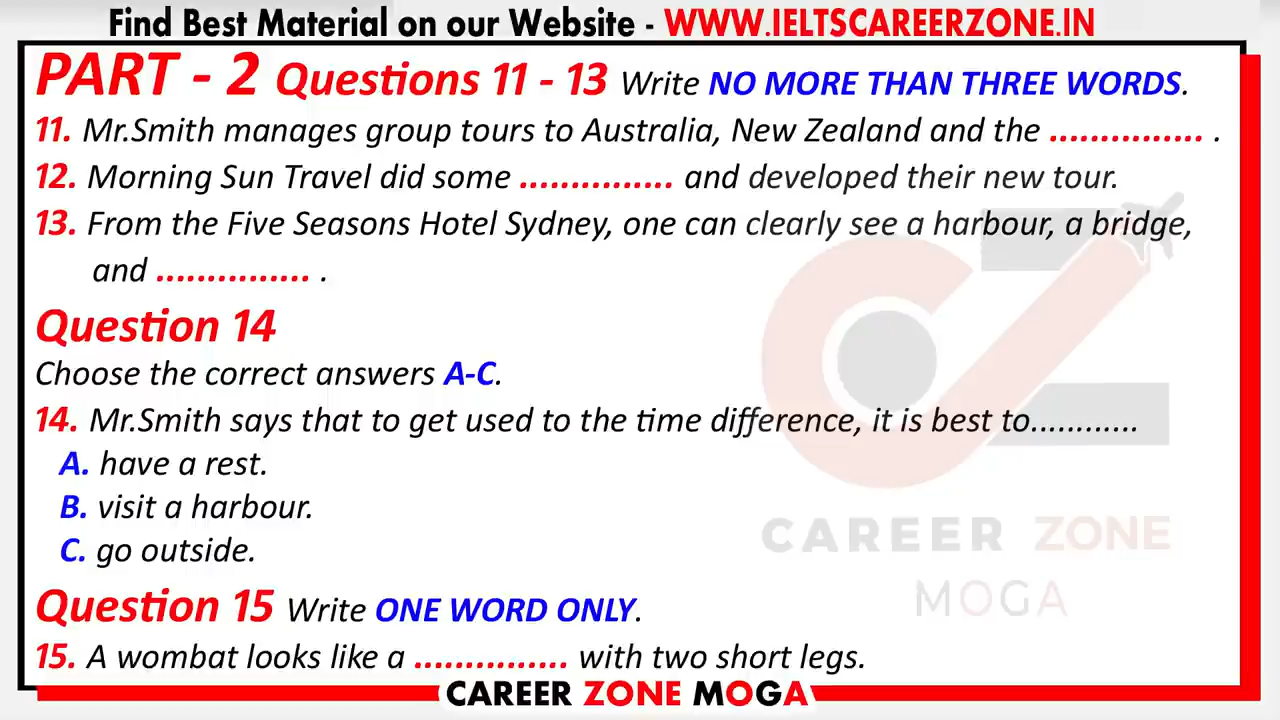 Find Best Material on our Website - WWW.IELTSCAREERZONE.IN
PART - 2 Questions 11 - 13 Write NO MORE THAN THREE WORDS.
11. Mr.Smith manages group tours to Australia, New Zealand and the ............... .
12. Morning Sun Travel did some ............... and developed their new tour.
13. From the Five Seasons Hotel Sydney, one can clearly see a harbour, a bridge,
and ............... .
Question 14
Choose the correct answers A-C.
14. Mr.Smith says that to get used to the time difference, it is best to............
A. have a rest.
B. visit a harbour.
C. go outside.
CAREER ZONE
MOGA
Question 15 Write ONE WORD ONLY.
15. A wombat looks like a ............... with two short legs.
CAREER ZONE MOGA